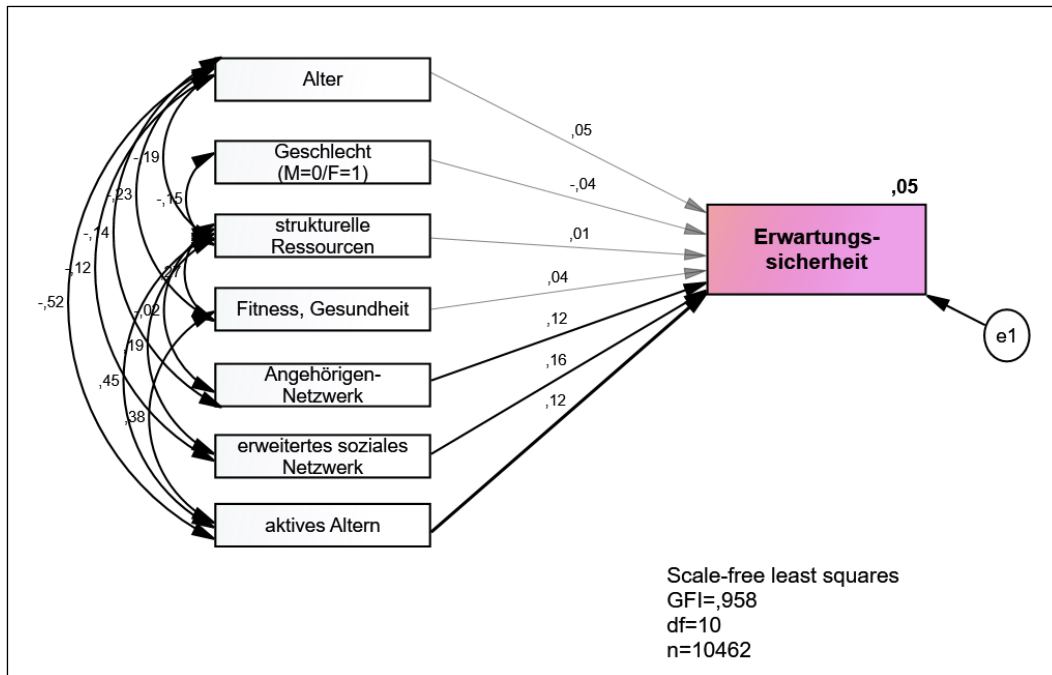 Alter
Geschlecht
(M=0/F=1)
strukturelle
Ressourcen
Fitness, Gesundheit
Angehörigen-
Netzwerk
erweitertes soziales
Netzwerk
aktives Altern
-,19
-,23
-,15
-,14
-,12
,27
-,52
-,02
,19
,45
,38
,05
-,04
,01
,04
,12
,16
,12
,05
Erwartungs-
sicherheit
e1
Scale-free least squares
GFI=,958
df=10
n=10462